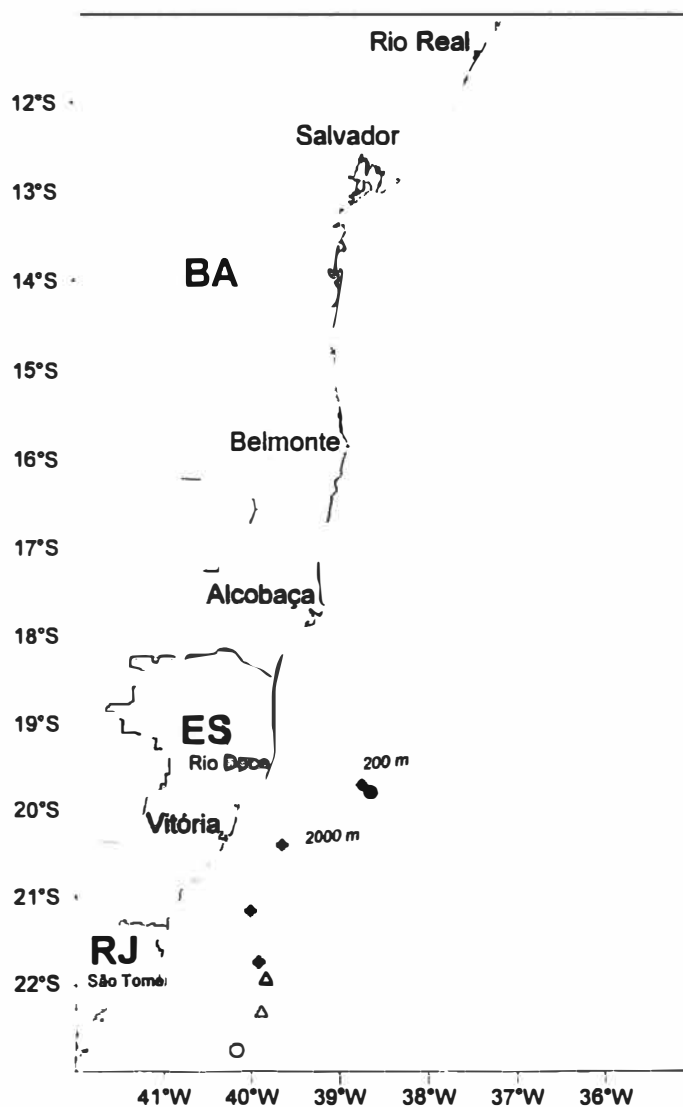 Rio Real
12°S
Salvador
13°S
BA
14°S
15°S
Belmonte
16°S
17°S
Alcobaça
18°S
19°S
ES
Rio Doce
200 m
20°S
Vitória
2000 m
21°S
RJ
São Tomé
22°S
41°W 40°W 39°W 38°W 37°W 36°W